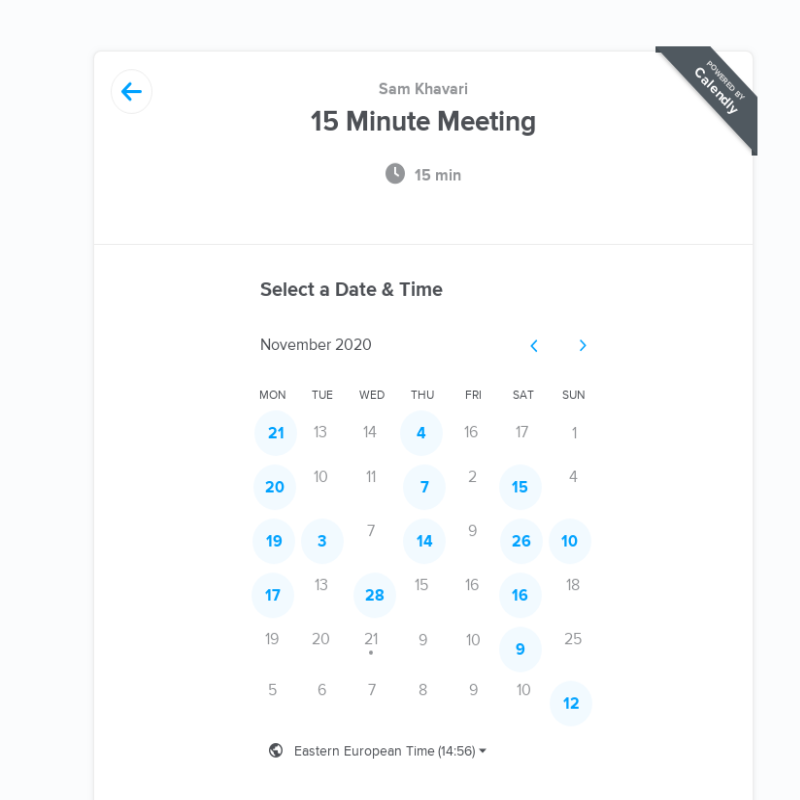 Sam Khavari
POWERED BY
Calendly
15 Minute Meeting
15 min
Select a Date & Time
November 2020
MON TUE WED THU FRI SAT SUN
21 13 14 4 16 17 1
20 10 11 7 2 15 4
19 3 7 14 9 26 10
17 13 28 15 16 16 18
19 20 21 9 10 9 25
5 6 7 8 9 10 12
Eastern European Time (14:56)